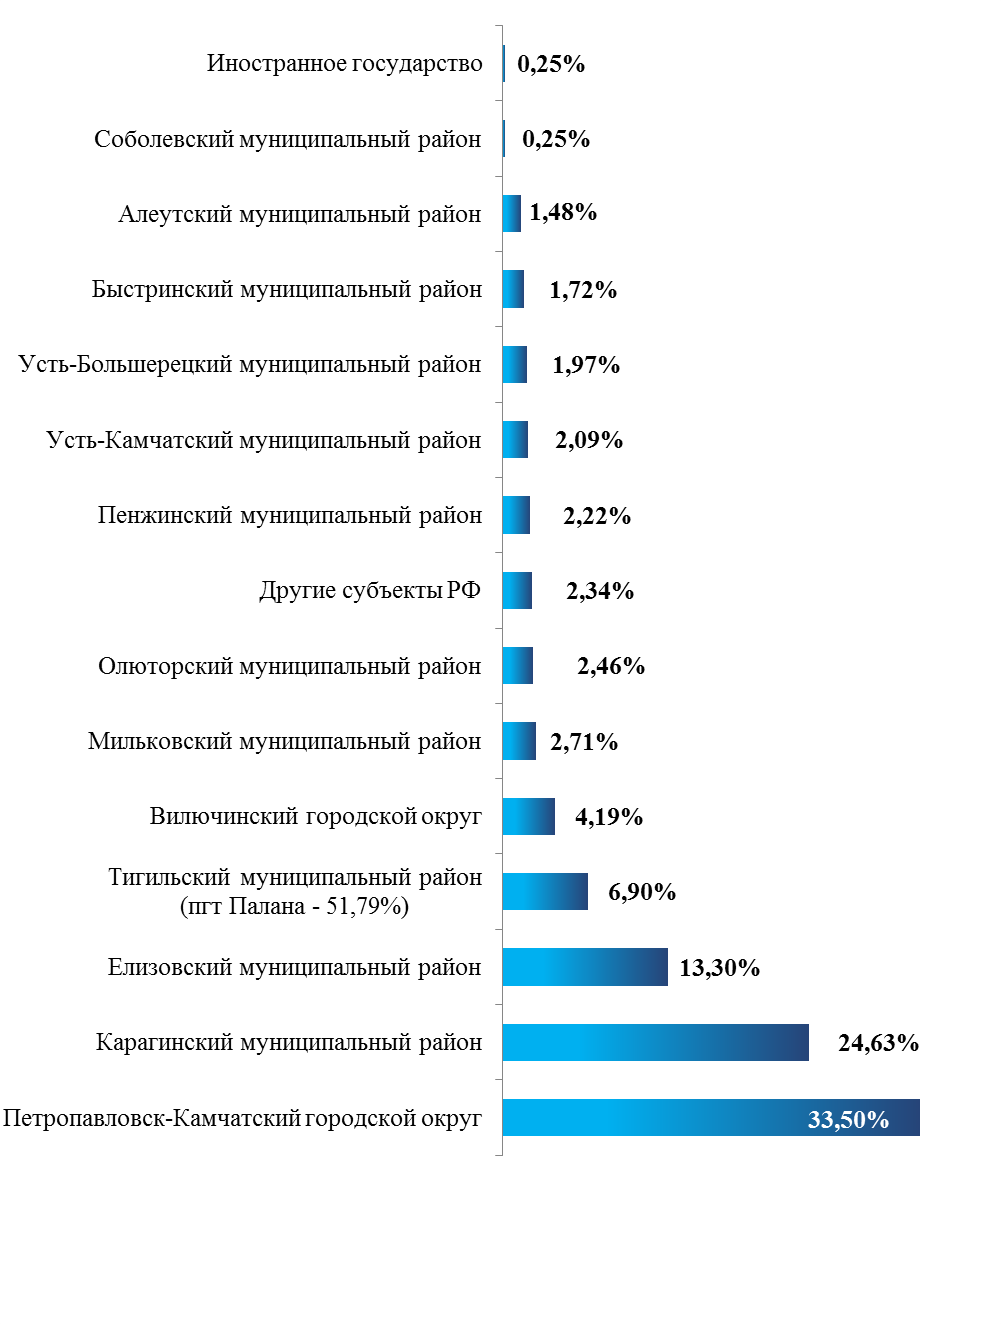 Иностранное государство 0,25%
Соболевский муниципальный район 0,25%
Алеутский муниципальный район 1,48%
Быстринский муниципальный район 1,72%
Усть-Большерецкий муниципальный район 1,97%
Усть-Камчатский муниципальный район 2,09%
Пенжинский муниципальный район 2,22%
Другие субъекты РФ 2,34%
Олюторский муниципальный район 2,46%
Мильковский муниципальный район 2,71%
Вилючинский городской округ 4,19%
Тигильский муниципальный район
(пгт Палана - 51,79%) 6,90%
Елизовский муниципальный район 13,30%
Карагинский муниципальный район 24,63%
Петропавловск-Камчатский городской округ 33,50%